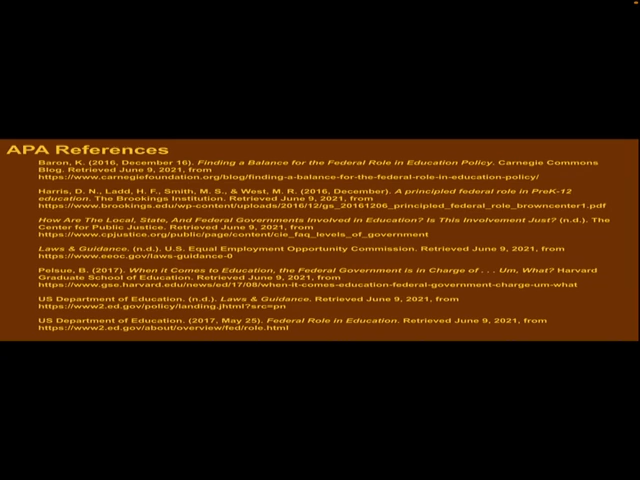 APA References
Baron, K. (2016, December 16). Finding a Balance for the Federal Role in Education Policy. Carnegie Commons
Blog. Retrieved June 9, 2021, from
https://www.carnegiefoundation.org/blog/finding-a-balance-for-the-federal-role-in-education-policy/
Harris, D. N., Ladd, H. F., Smith, M. S., & West, M. R. (2016, December). A principled federal role in PreK-12
education. The Brookings Institution. Retrieved June 9, 2021, from
https://www.brookings.edu/wp-content/uploads/2016/12/gs_20161206_principled_federal_role_browncenter1.pdf
How Are The Local, State, And Federal Governments Involved in Education? Is This Involvement Just? (n.d.). The
Center for Public Justice. Retrieved June 9, 2021, from
https://www.cpjustice.org/public/page/content/cie_faq_levels_of_government
Laws & Guidance. (n.d.). U.S. Equal Employment Opportunity Commission. Retrieved June 9, 2021, from
https://www.eeoc.gov/laws-guidance-0
Pelsue, B. (2017). When it Comes to Education, the Federal Government is in Charge of . . . Um, What? Harvard
Graduate School of Education. Retrieved June 9, 2021, from
https://www.gse.harvard.edu/news/ed/17/08/when-it-comes-education-federal-government-charge-um-what
US Department of Education. (n.d.). Laws & Guidance. Retrieved June 9, 2021, from
https://www2.ed.gov/policy/landing.jhtml?src=pn
US Department of Education. (2017, May 25). Federal Role in Education. Retrieved June 9, 2021, from
https://www2.ed.gov/about/overview/fed/role.html